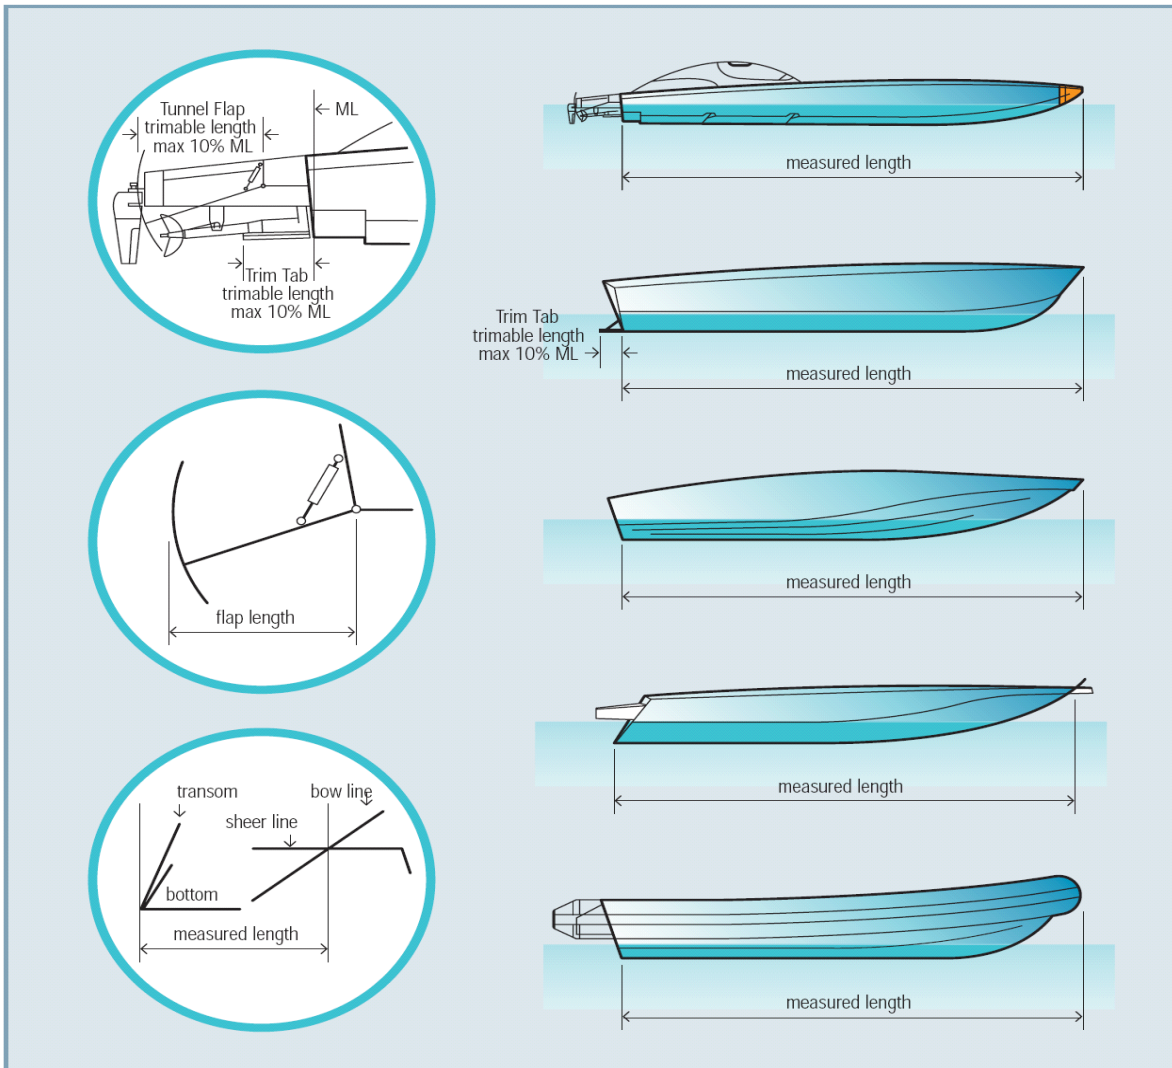 Tunnel Flap
trimable length
max 10% ML
ML
Trim Tab
trimable length
max 10% ML
flap length
transom
bow line
sheer line
bottom
measured length
measured length
Trim Tab
trimable length
max 10% ML
measured length
measured length
measured length
measured length